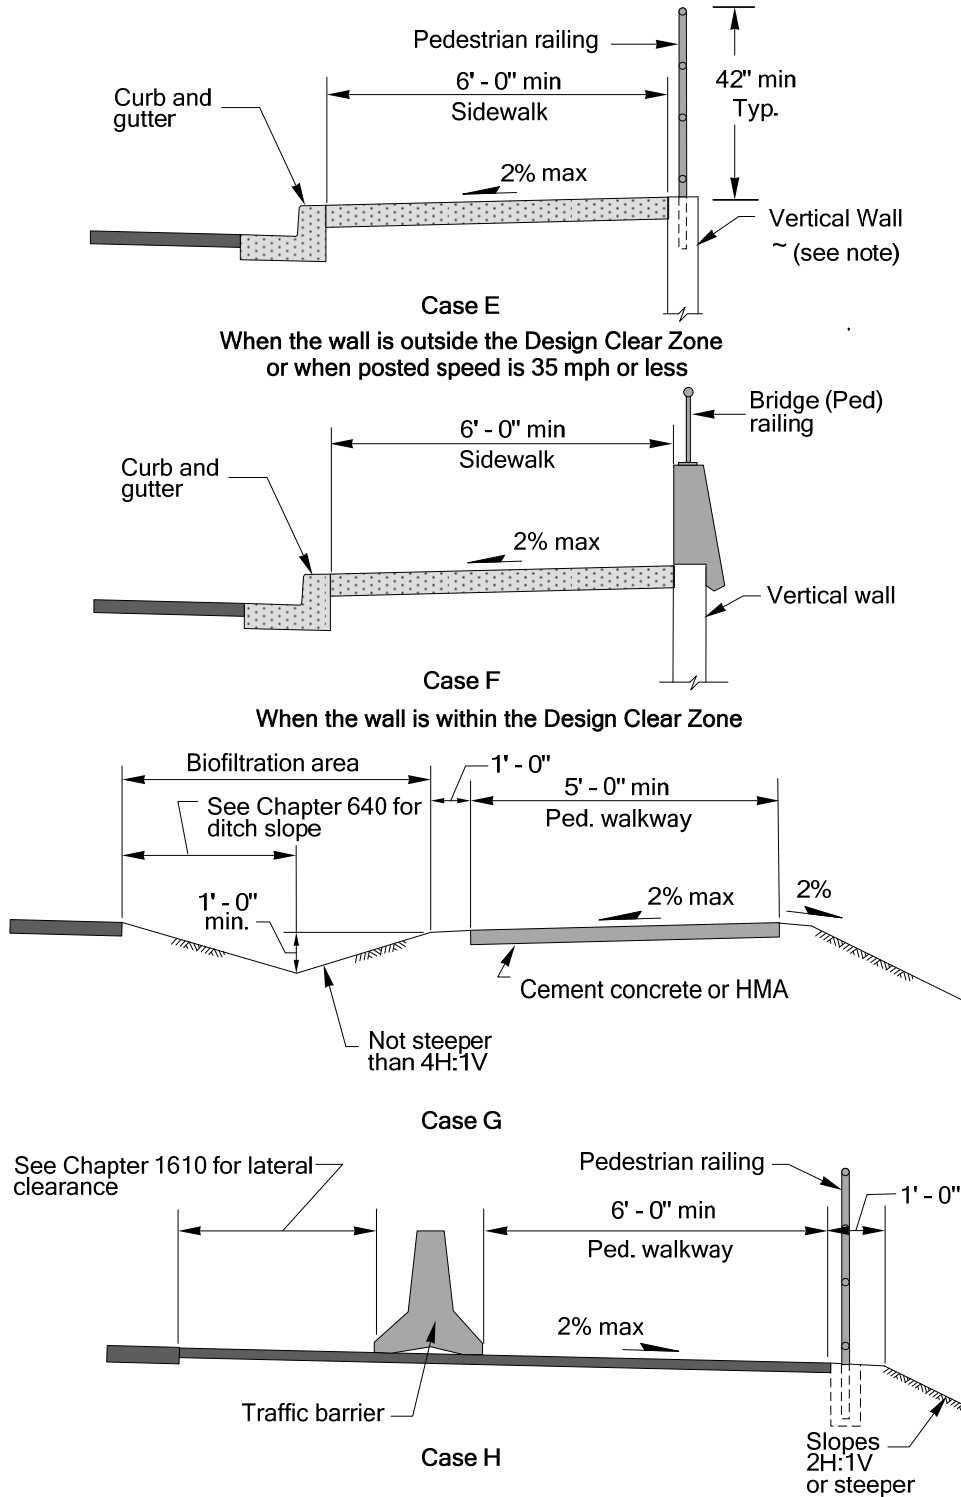 Pedestrian railing
6' - 0" min
Sidewalk
42" min
Typ.
Curb and
gutter
2% max
Vertical Wall
~ (see note)
Case E
When the wall is outside the Design Clear Zone
or when posted speed is 35 mph or less
Bridge (Ped)
railing
6' - 0" min
Sidewalk
Curb and
gutter
2% max
Vertical wall
Case F
When the wall is within the Design Clear Zone
Biofiltration area
1' - 0"
5' - 0" min
Ped. walkway
See Chapter 640 for
ditch slope
1' - 0"
min.
2% max
2%
Cement concrete or HMA
Not steeper
than 4H:1V
Case G
See Chapter 1610 for lateral
clearance
Pedestrian railing
1' - 0"
6' - 0" min
Ped. walkway
2% max
Traffic barrier
Slopes
2H:1V
or steeper
Case H